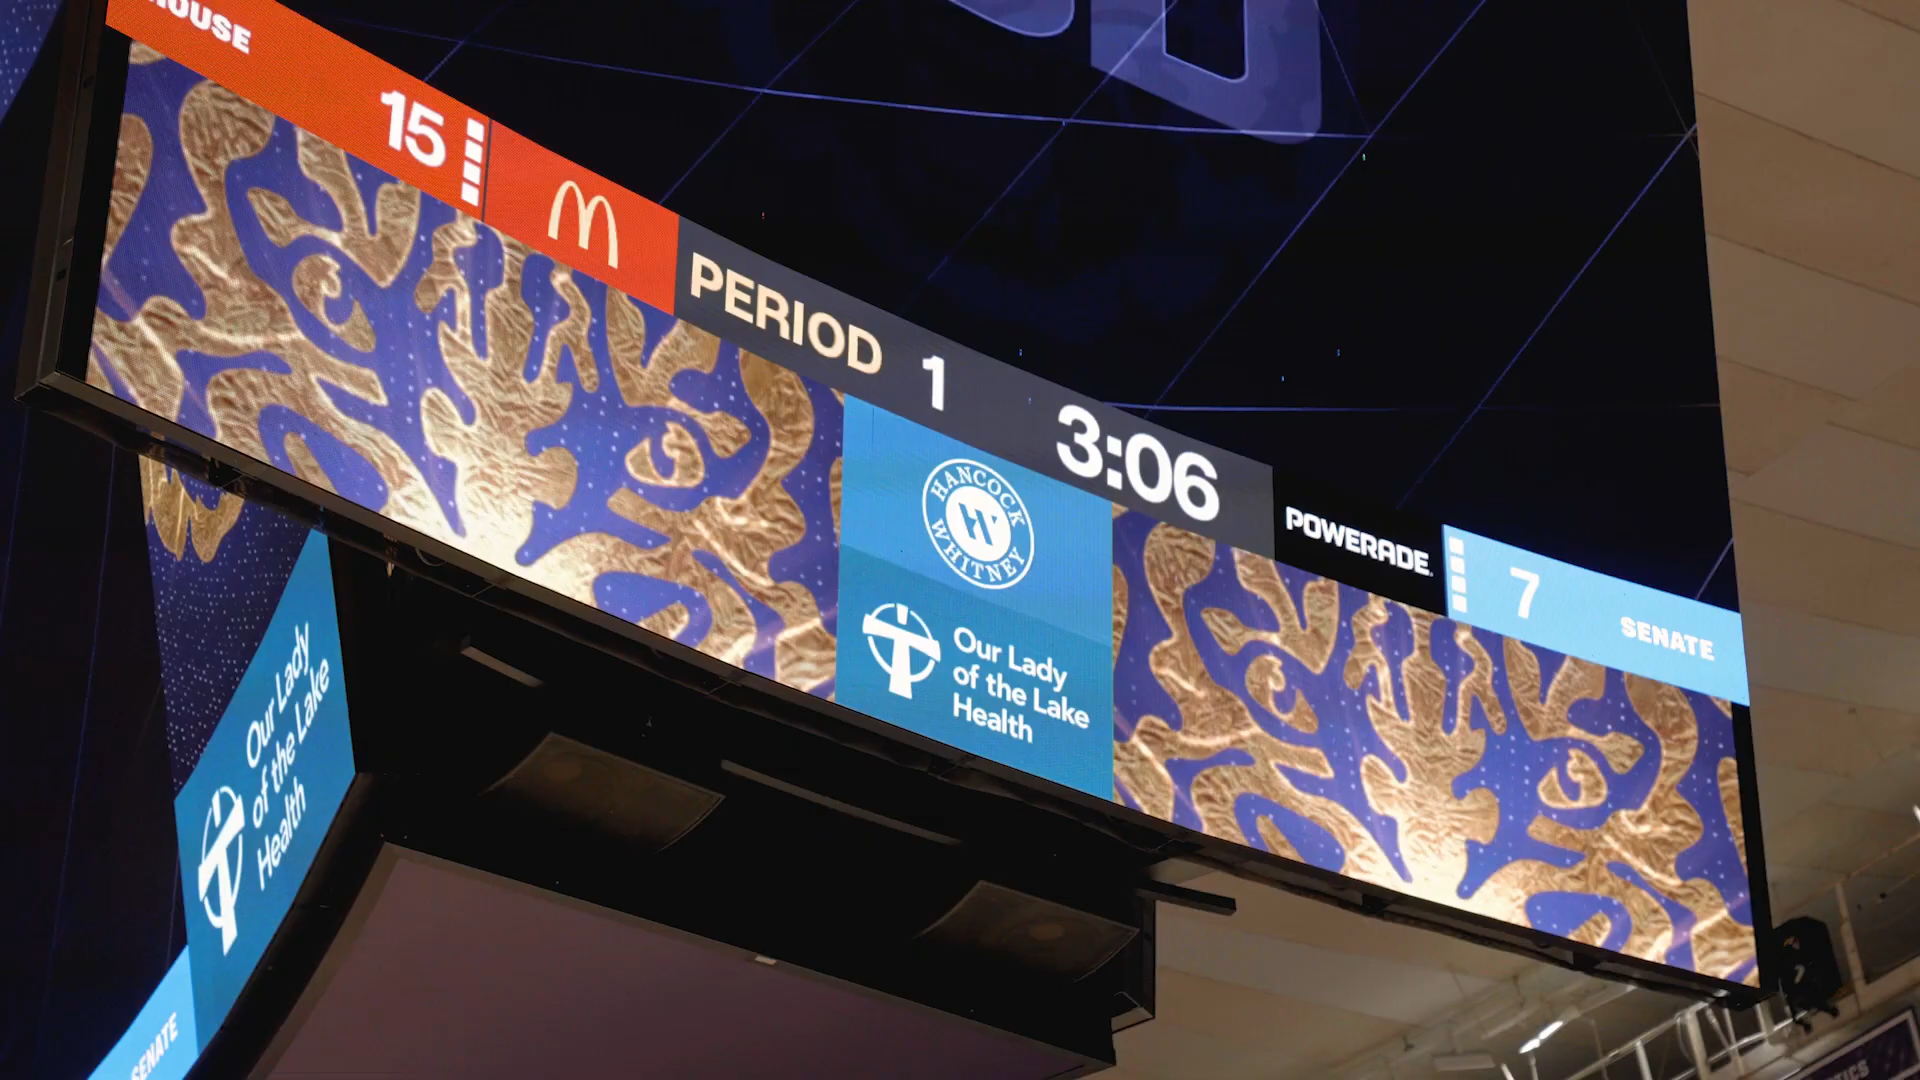 HOUSE
15
PERIOD 1 3:06
POWERADE
7 SENATE
HANCOCK
WHITNEY
Our Lady
of the Lake
Health
Our Lady
of the Lake
Health
SENATE